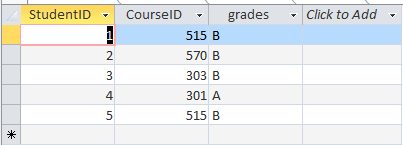 StudentID CourseID grades Click to Add
1 515 B
2 570 B
3 303 B
4 301 A
5 515 B